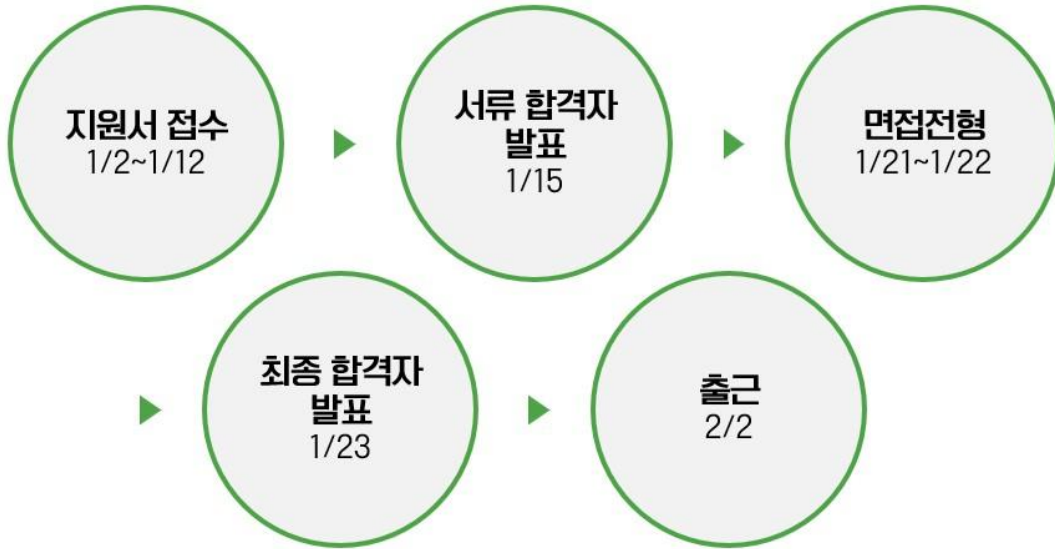 지원서 접수
1/2~1/12
서류 합격자
발표
1/15
면접전형
1/21~1/22
최종 합격자
발표
1/23
출근
2/2